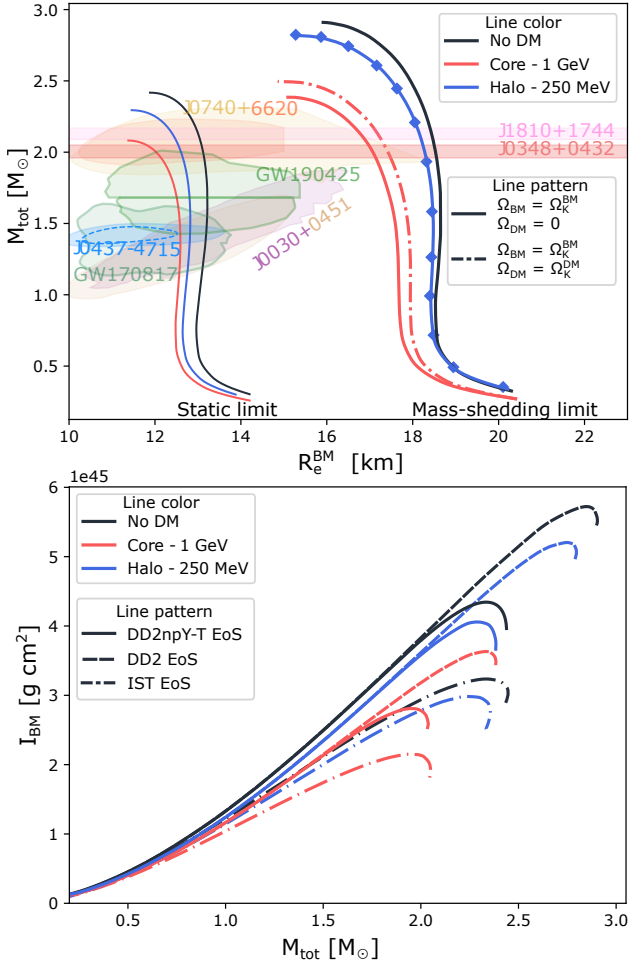 3.0
2.5
2.0
1.5
1.0
0.5
M_tot [M_⊙]
Line color
No DM
Core - 1 GeV
Halo - 250 MeV
J0740+6620
J1810+1744
J0348+0432
GW190425
Line pattern
Ω_BM = Ω_K^BM
Ω_DM = 0
Ω_BM = Ω_K^BM
Ω_DM = Ω_K^DM
J0030+0451
J0437-4715
GW170817
Static limit
Mass-shedding limit
10 12 14 16 18 20 22
R_e^BM [km]
1e45
6
5
4
3
2
1
0
I_BM [g cm²]
Line color
No DM
Core - 1 GeV
Halo - 250 MeV
Line pattern
DD2npY-T EoS
DD2 EoS
IST EoS
0.5 1.0 1.5 2.0 2.5 3.0
M_tot [M_⊙]